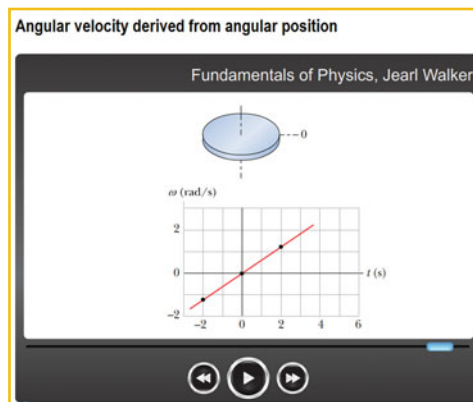 Angular velocity derived from angular position
Fundamentals of Physics, Jearl Walker
0
ω (rad/s)
2
0
t (s)
−2
−2 0 2 4 6